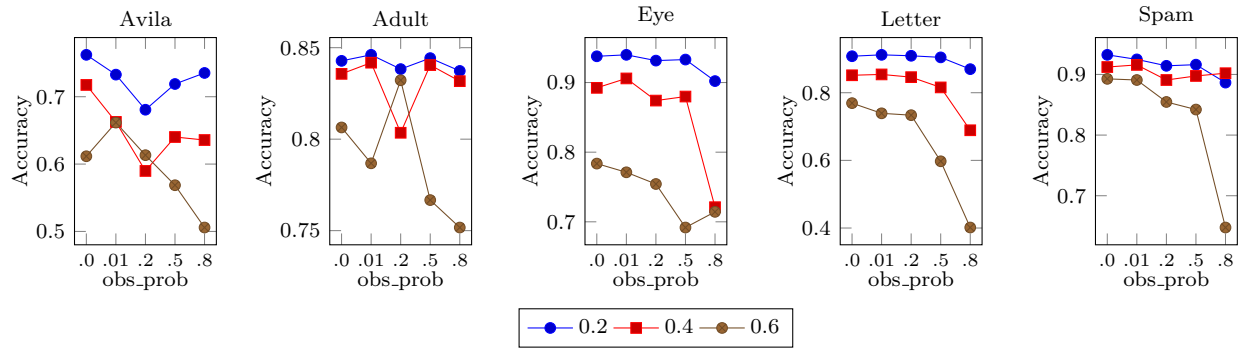 Avila
0.7
0.6
0.5
Accuracy
.0 .01 .2 .5 .8
obs_prob
Adult
0.85
0.8
0.75
Accuracy
.0 .01 .2 .5 .8
obs_prob
Eye
0.9
0.8
0.7
Accuracy
.0 .01 .2 .5 .8
obs_prob
Letter
0.8
0.6
0.4
Accuracy
.0 .01 .2 .5 .8
obs_prob
Spam
0.9
0.8
0.7
Accuracy
.0 .01 .2 .5 .8
obs_prob
0.2 0.4 0.6